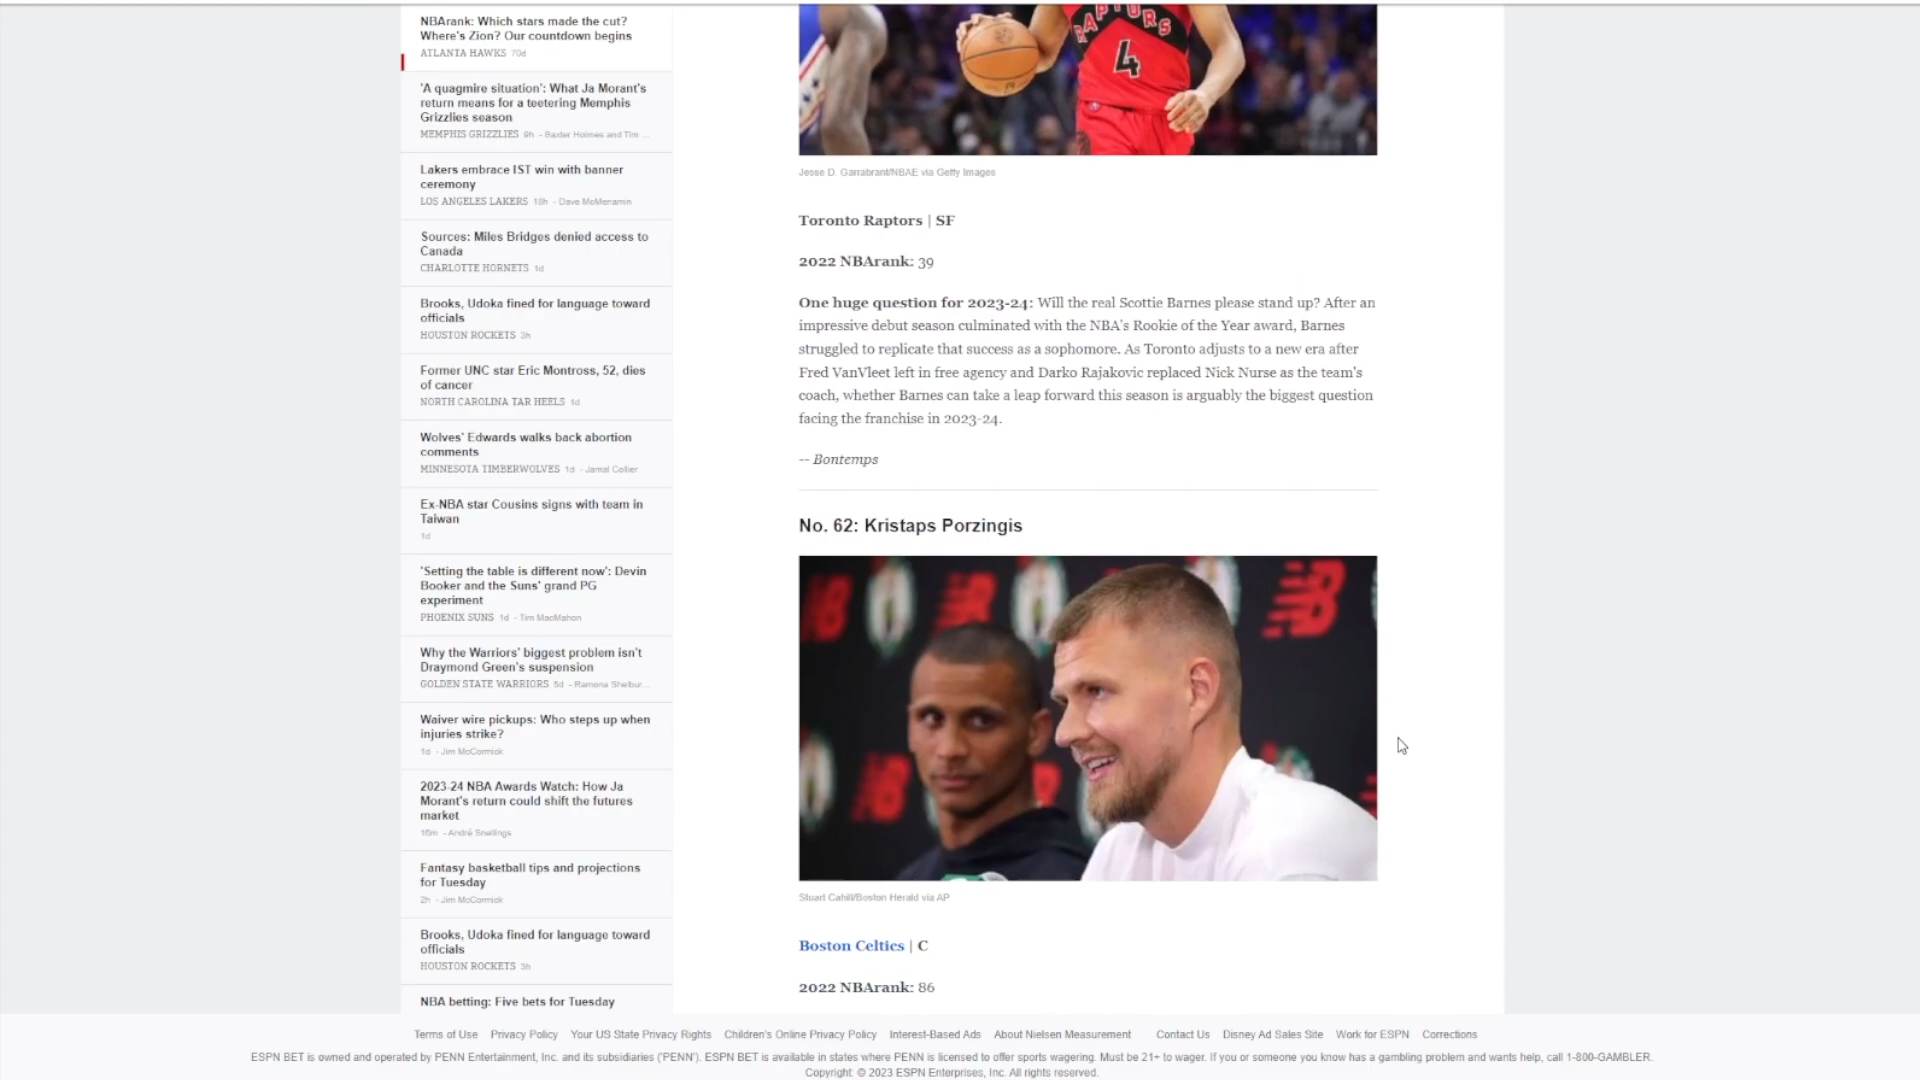 NBArank: Which stars made the cut?
Where's Zion? Our countdown begins
ATLANTA HAWKS 70d
'A quagmire situation': What Ja Morant's
return means for a teetering Memphis
Grizzlies season
MEMPHIS GRIZZLIES 9h - Baxter Holmes and Tim ...
Lakers embrace IST win with banner
ceremony
LOS ANGELES LAKERS 19h - Dave McMenamin
Sources: Miles Bridges denied access to
Canada
CHARLOTTE HORNETS 1d
Brooks, Udoka fined for language toward
officials
HOUSTON ROCKETS 3h
Former UNC star Eric Montross, 52, dies
of cancer
NORTH CAROLINA TAR HEELS 1d
Wolves' Edwards walks back abortion
comments
MINNESOTA TIMBERWOLVES 1d - Jamal Collier
Ex-NBA star Cousins signs with team in
Taiwan
1d
'Setting the table is different now': Devin
Booker and the Suns' grand PG
experiment
PHOENIX SUNS 1d - Tim MacMahon
Why the Warriors' biggest problem isn't
Draymond Green's suspension
GOLDEN STATE WARRIORS 5d - Ramona Shelbur...
Waiver wire pickups: Who steps up when
injuries strike?
1d - Jim McCormick
2023-24 NBA Awards Watch: How Ja
Morant's return could shift the futures
market
16m - André Snellings
Fantasy basketball tips and projections
for Tuesday
2h - Jim McCormick
Brooks, Udoka fined for language toward
officials
HOUSTON ROCKETS 3h
NBA betting: Five bets for Tuesday
RAPTORS
4
Jesse D. Garrabrant/NBAE via Getty Images
Toronto Raptors | SF
2022 NBArank: 39
One huge question for 2023-24: Will the real Scottie Barnes please stand up? After an
impressive debut season culminated with the NBA's Rookie of the Year award, Barnes
struggled to replicate that success as a sophomore. As Toronto adjusts to a new era after
Fred VanVleet left in free agency and Darko Rajakovic replaced Nick Nurse as the team's
coach, whether Barnes can take a leap forward this season is arguably the biggest question
facing the franchise in 2023-24.
-- Bontemps
No. 62: Kristaps Porzingis
Stuart Cahill/Boston Herald via AP
Boston Celtics | C
2022 NBArank: 86
Terms of Use Privacy Policy Your US State Privacy Rights Children's Online Privacy Policy Interest-Based Ads About Nielsen Measurement Contact Us Disney Ad Sales Site Work for ESPN Corrections
ESPN BET is owned and operated by PENN Entertainment, Inc. and its subsidiaries ('PENN'). ESPN BET is available in states where PENN is licensed to offer sports wagering. Must be 21+ to wager. If you or someone you know has a gambling problem and wants help, call 1-800-GAMBLER.
Copyright: © 2023 ESPN Enterprises, Inc. All rights reserved.